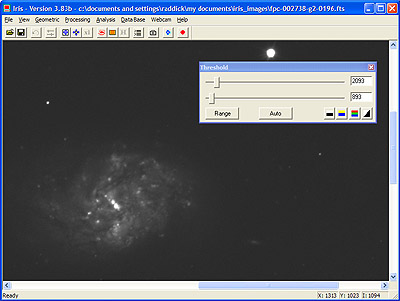 Iris - Version 3.83b - c:\documents and settings\raddick\my documents\iris_images\fpc-002738-g2-0196.fts
File View Geometric Processing Analysis Data Base Webcam Help
Threshold
2093
893
Range Auto
Ready X: 1313 Y: 1023 I: 1094